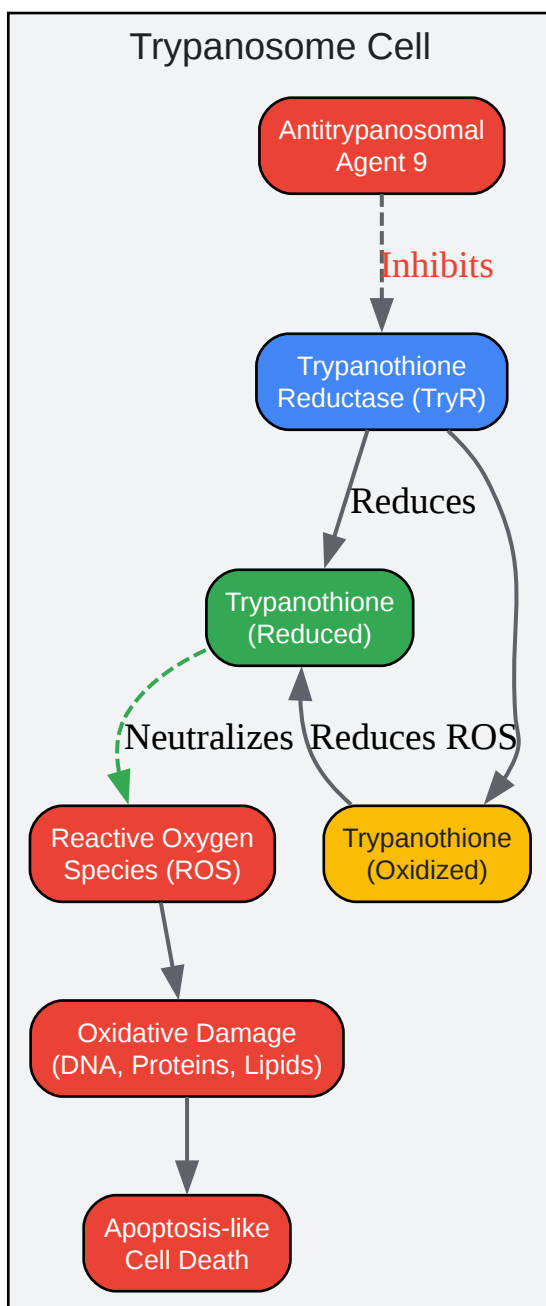 Trypanosome Cell
Antitrypanosomal
Agent 9
Inhibits
Trypanothione
Reductase (TryR)
Reduces
Trypanothione
(Reduced)
Neutralizes
Reduces ROS
Reactive Oxygen
Species (ROS)
Trypanothione
(Oxidized)
Oxidative Damage
(DNA, Proteins, Lipids)
Apoptosis-like
Cell Death